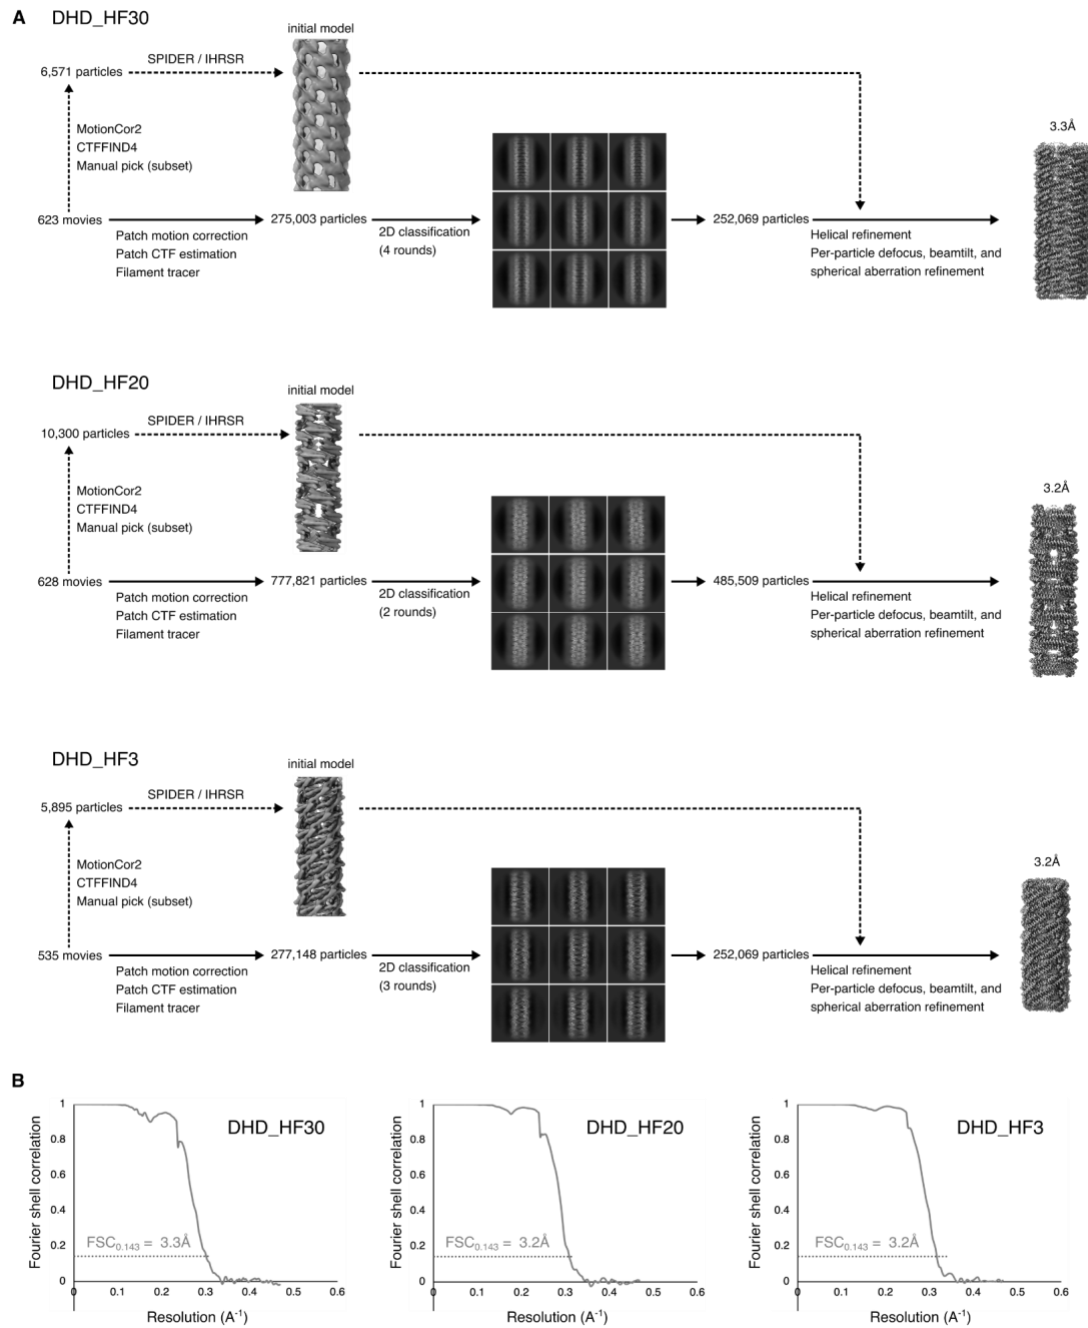 A
DHD_HF30
initial model
SPIDER / IHRSR
6,571 particles
3.3Å
MotionCor2
CTFFIND4
Manual pick (subset)
623 movies
275,003 particles
252,069 particles
Patch motion correction
Patch CTF estimation
Filament tracer
2D classification
(4 rounds)
Helical refinement
Per-particle defocus, beamtilt, and
spherical aberration refinement
DHD_HF20
initial model
SPIDER / IHRSR
10,300 particles
3.2Å
MotionCor2
CTFFIND4
Manual pick (subset)
628 movies
777,821 particles
485,509 particles
Patch motion correction
Patch CTF estimation
Filament tracer
2D classification
(2 rounds)
Helical refinement
Per-particle defocus, beamtilt, and
spherical aberration refinement
DHD_HF3
initial model
SPIDER / IHRSR
5,895 particles
3.2Å
MotionCor2
CTFFIND4
Manual pick (subset)
535 movies
277,148 particles
252,069 particles
Patch motion correction
Patch CTF estimation
Filament tracer
2D classification
(3 rounds)
Helical refinement
Per-particle defocus, beamtilt, and
spherical aberration refinement
B
Fourier shell correlation
1
0.8
0.6
0.4
0.2
0
DHD_HF30
FSC0.143 = 3.3Å
0 0.1 0.2 0.3 0.4 0.5 0.6
Resolution (A-1)
Fourier shell correlation
1
0.8
0.6
0.4
0.2
0
DHD_HF20
FSC0.143 = 3.2Å
0 0.1 0.2 0.3 0.4 0.5 0.6
Resolution (A-1)
Fourier shell correlation
1
0.8
0.6
0.4
0.2
0
DHD_HF3
FSC0.143 = 3.2Å
0 0.1 0.2 0.3 0.4 0.5 0.6
Resolution (A-1)